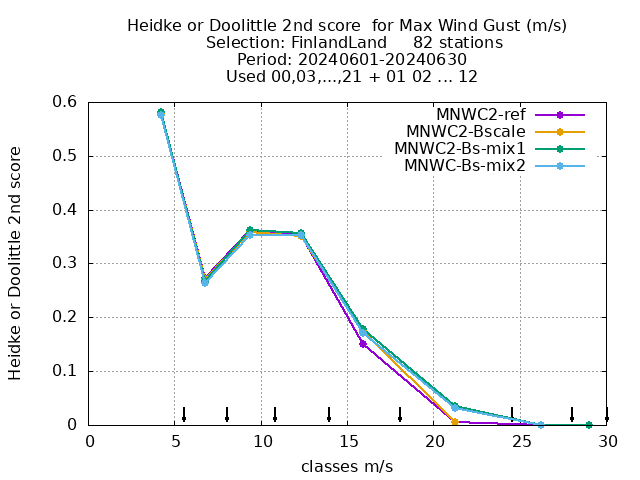 Heidke or Doolittle 2nd score  for Max Wind Gust (m/s)
Selection: FinlandLand     82 stations
Period: 20240601-20240630
Used 00,03,...,21 + 01 02 ... 12
MNWC2-ref
MNWC2-Bscale
MNWC2-Bs-mix1
MNWC-Bs-mix2
Heidke or Doolittle 2nd score
0.6
0.5
0.4
0.3
0.2
0.1
0
0 5 10 15 20 25 30
classes m/s